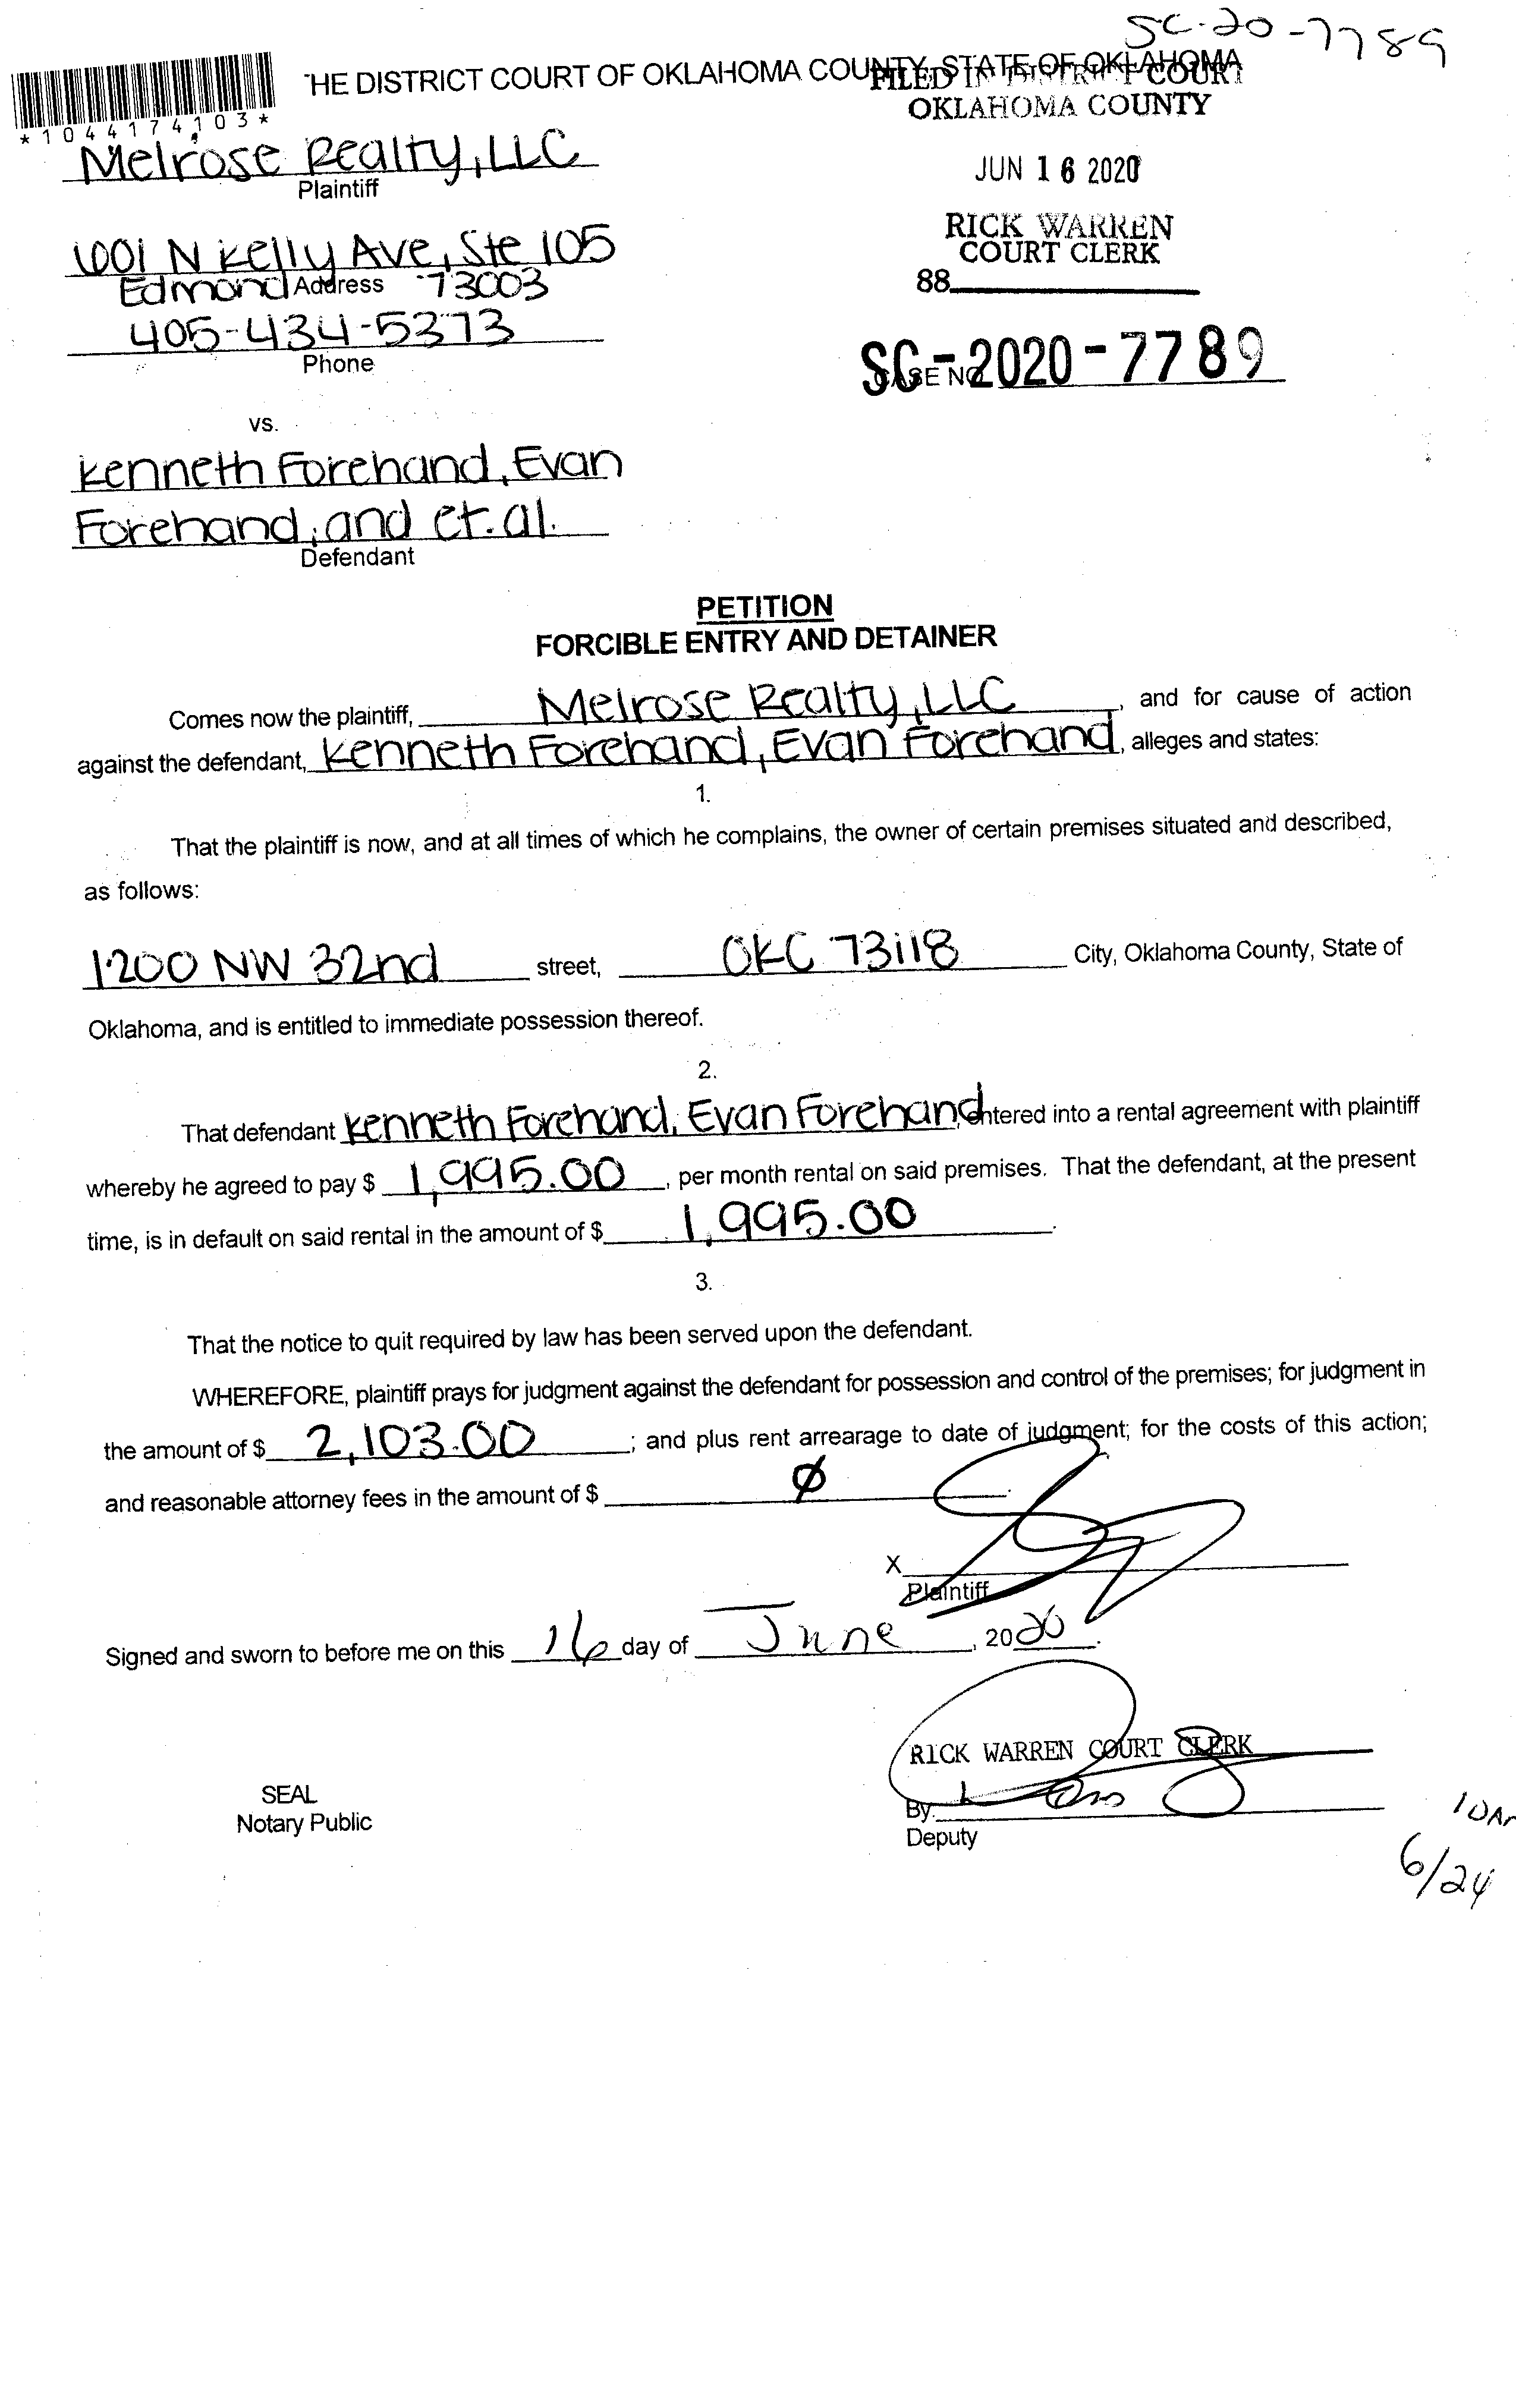 SC-20-7789
*1044174103*
THE DISTRICT COURT OF OKLAHOMA COUNTY, STATE OF OKLAHOMA
FILED IN DISTRICT COURT
OKLAHOMA COUNTY
Melrose Realty, LLC
Plaintiff
JUN 16 2020
RICK WARREN
COURT CLERK
88
1001 N Kelly Ave, Ste 105
Edmond Address 73003
405-434-5373
Phone
SC-2020-7789
CASE NO.
vs.
Kenneth Forehand, Evan
Forehand, and et. al.
Defendant
PETITION
FORCIBLE ENTRY AND DETAINER
Comes now the plaintiff, Melrose Realty, LLC, and for cause of action
against the defendant, Kenneth Forehand, Evan Forehand, alleges and states:
1.
That the plaintiff is now, and at all times of which he complains, the owner of certain premises situated and described,
as follows:
1200 NW 32nd street, OKC 73118 City, Oklahoma County, State of
Oklahoma, and is entitled to immediate possession thereof.
2.
That defendant Kenneth Forehand, Evan Forehand, entered into a rental agreement with plaintiff
whereby he agreed to pay $ 1,995.00, per month rental on said premises. That the defendant, at the present
time, is in default on said rental in the amount of $ 1,995.00.
3.
That the notice to quit required by law has been served upon the defendant.
WHEREFORE, plaintiff prays for judgment against the defendant for possession and control of the premises; for judgment in
the amount of $ 2,103.00; and plus rent arrearage to date of judgment; for the costs of this action;
and reasonable attorney fees in the amount of $ Ø.
X
Plaintiff
Signed and sworn to before me on this 16 day of June, 2020.
RICK WARREN COURT CLERK
SEAL
Notary Public
By:
Deputy
10AM
6/24